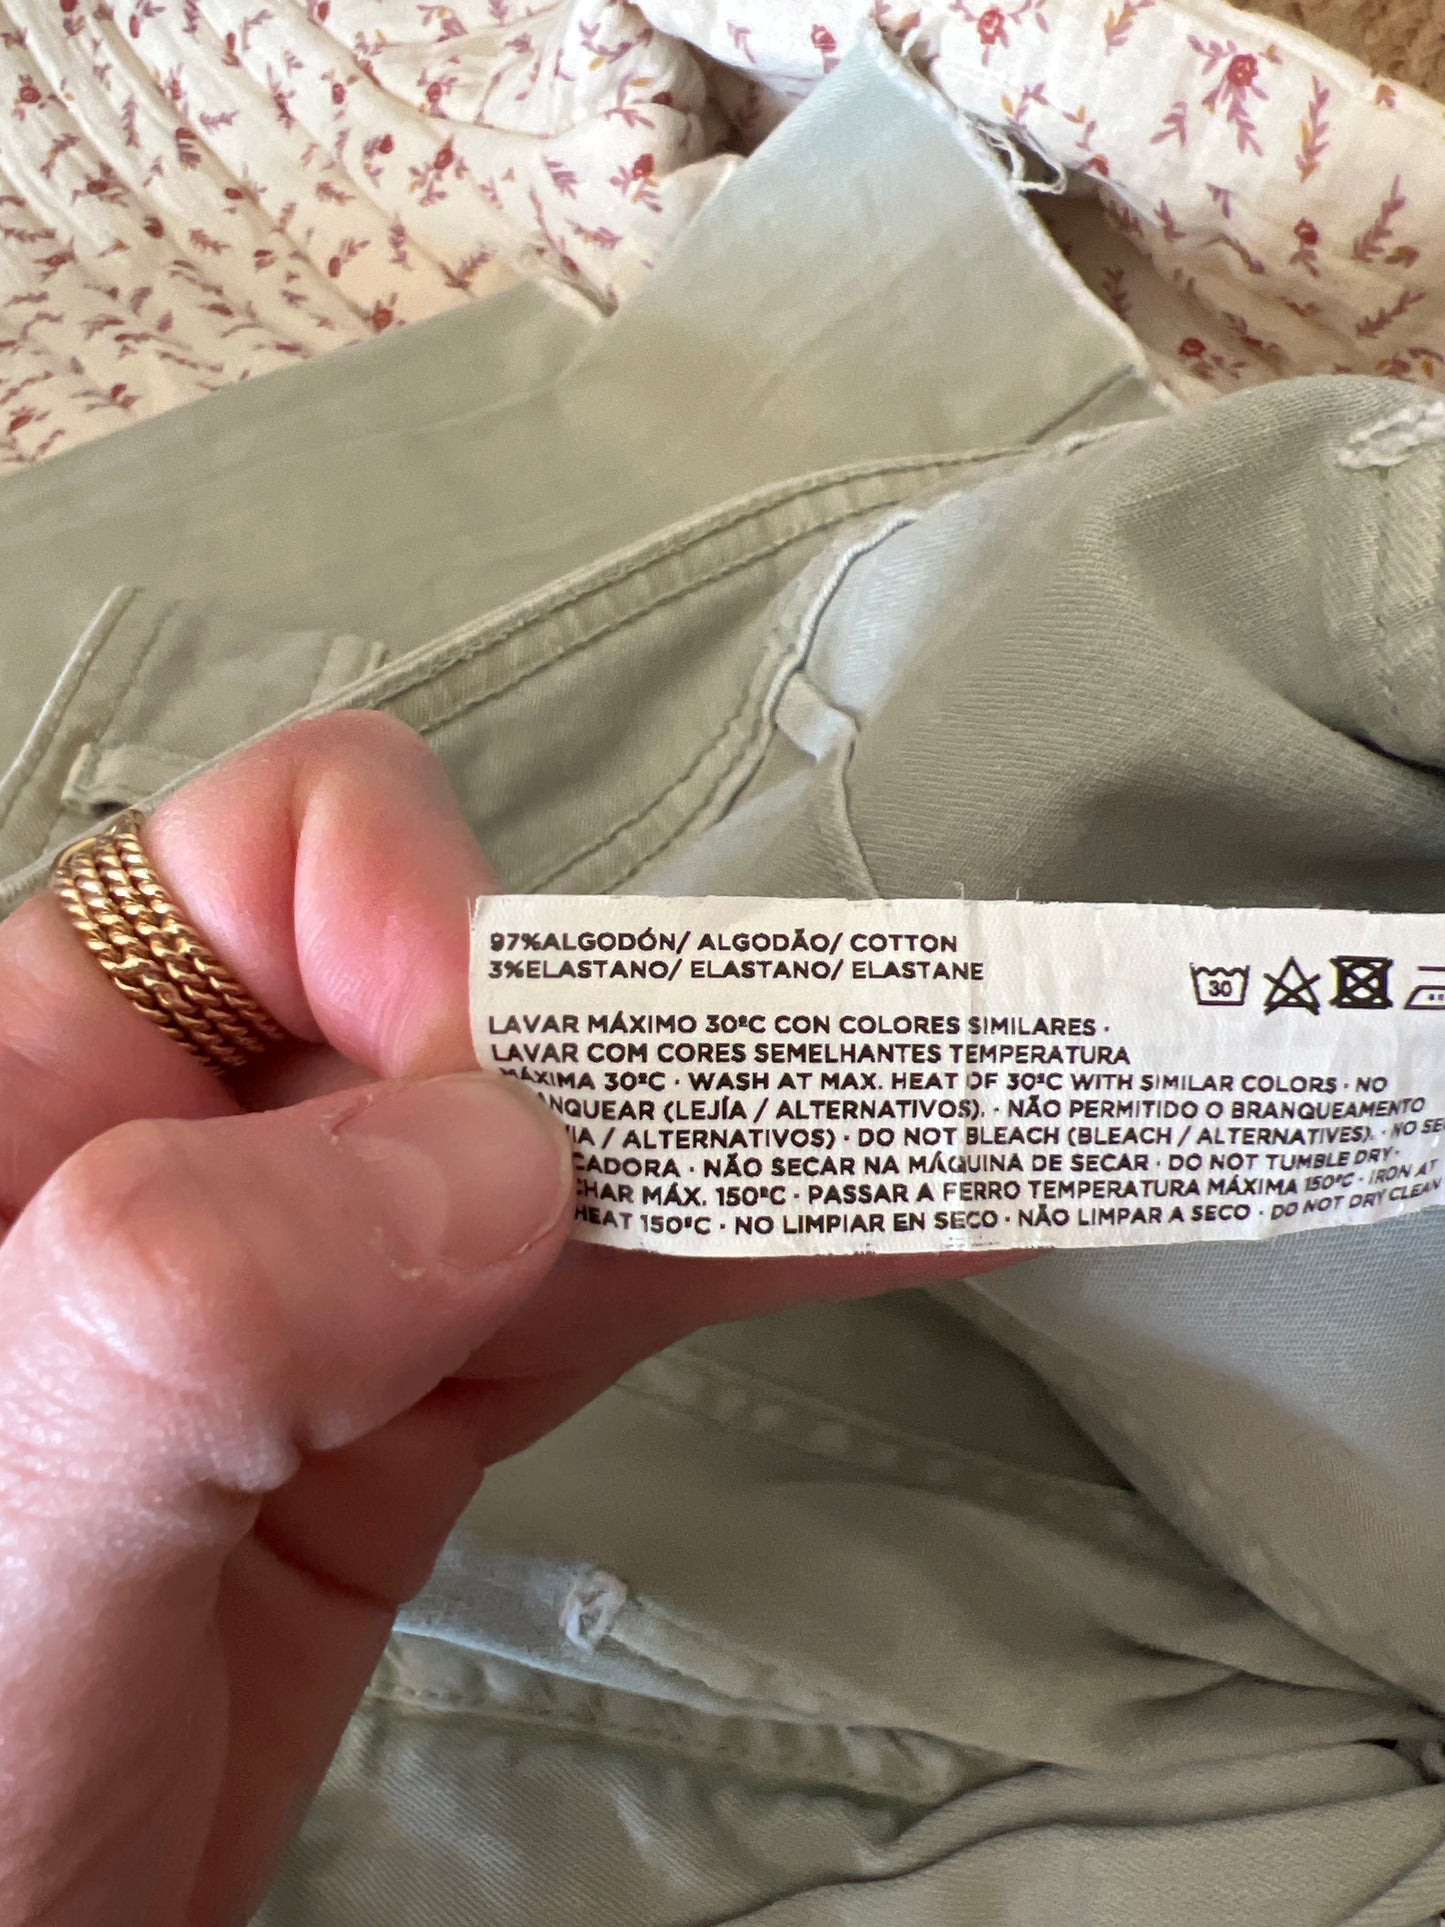 97%ALGODÓN/ ALGODÃO/ COTTON
3%ELASTANO/ ELASTANO/ ELASTANE
30
LAVAR MÁXIMO 30ºC CON COLORES SIMILARES ·
LAVAR COM CORES SEMELHANTES TEMPERATURA
MÁXIMA 30ºC · WASH AT MAX. HEAT OF 30ºC WITH SIMILAR COLORS · NO
(LEJÍA / ALTERNATIVOS). · NÃO PERMITIDO O BRANQUEAMENTO
/ ALTERNATIVOS) · DO NOT BLEACH (BLEACH / ALTERNATIVES). · NO
· NÃO SECAR NA MÁQUINA DE SECAR · DO NOT TUMBLE DRY·
MÁX. 150ºC · PASSAR A FERRO TEMPERATURA MÁXIMA 150ºC · IRON AT
HEAT 150ºC · NO LIMPIAR EN SECO · NÃO LIMPAR A SECO · DO NOT DRY CLEAN